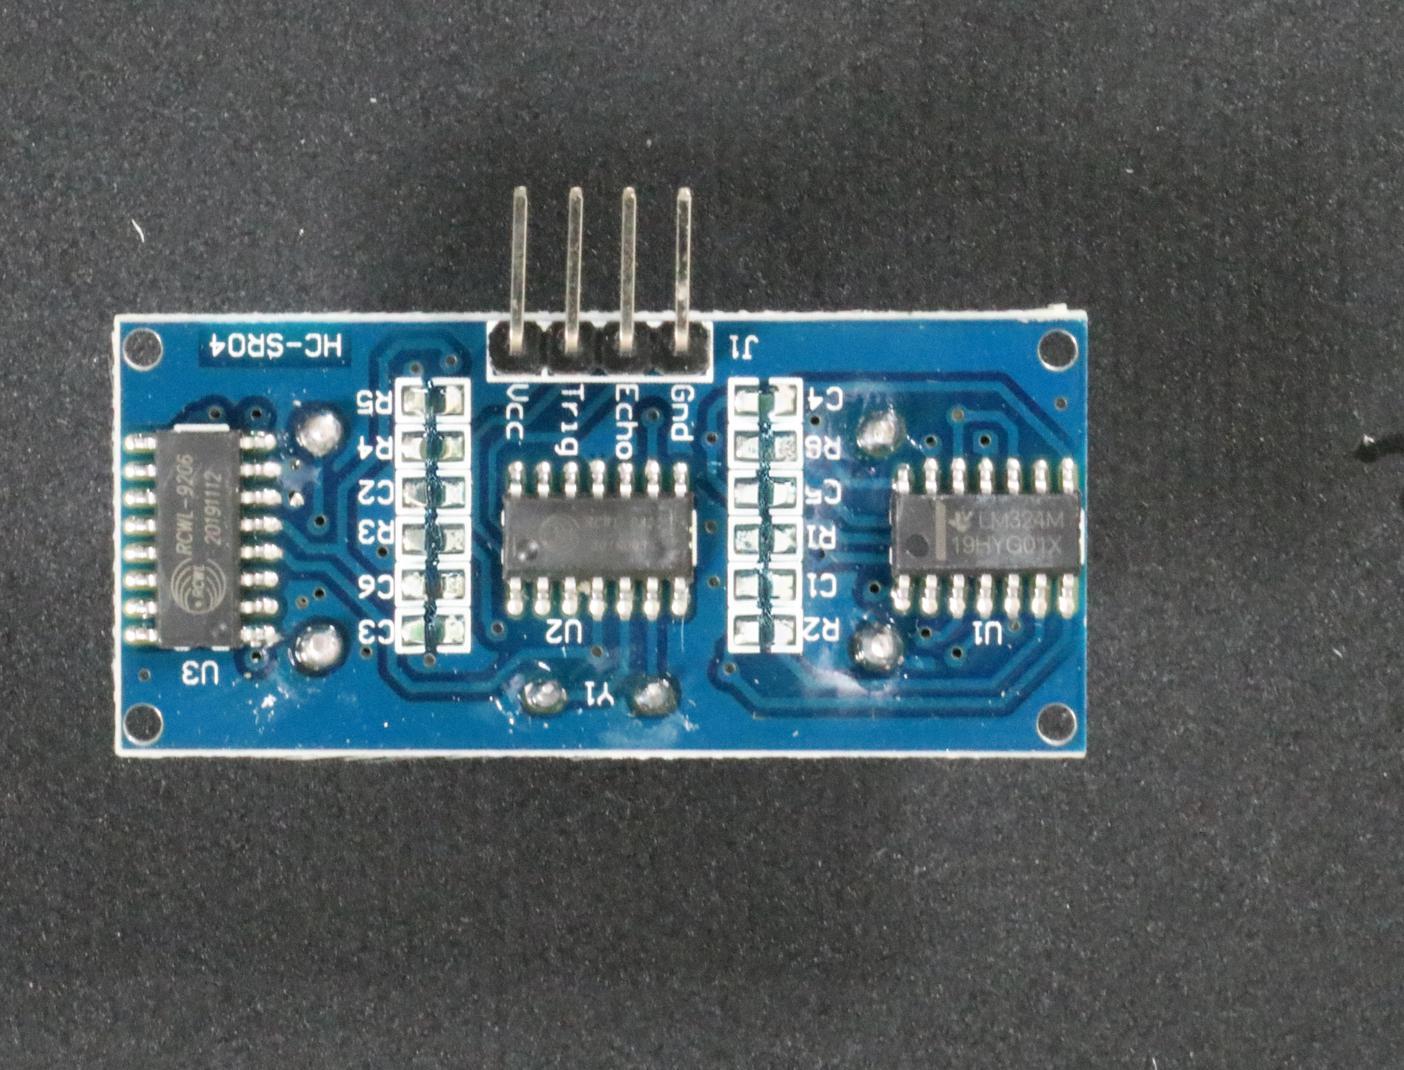 HC-SR04
J1
Vcc
Trig
Echo
Gnd
R5
R4
C2
R3
C6
C3
C4
R6
C5
R1
C1
R2
RCWL-9206
20191112
RCWL
U3
U2
LM324M
19HYG01X
U1
Y1